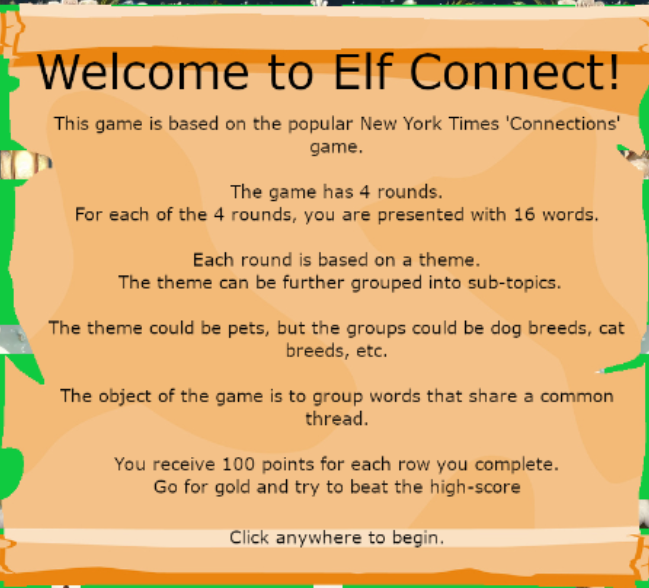 Welcome to Elf Connect!
This game is based on the popular New York Times 'Connections'
game.
The game has 4 rounds.
For each of the 4 rounds, you are presented with 16 words.
Each round is based on a theme.
The theme can be further grouped into sub-topics.
The theme could be pets, but the groups could be dog breeds, cat
breeds, etc.
The object of the game is to group words that share a common
thread.
You receive 100 points for each row you complete.
Go for gold and try to beat the high-score
Click anywhere to begin.